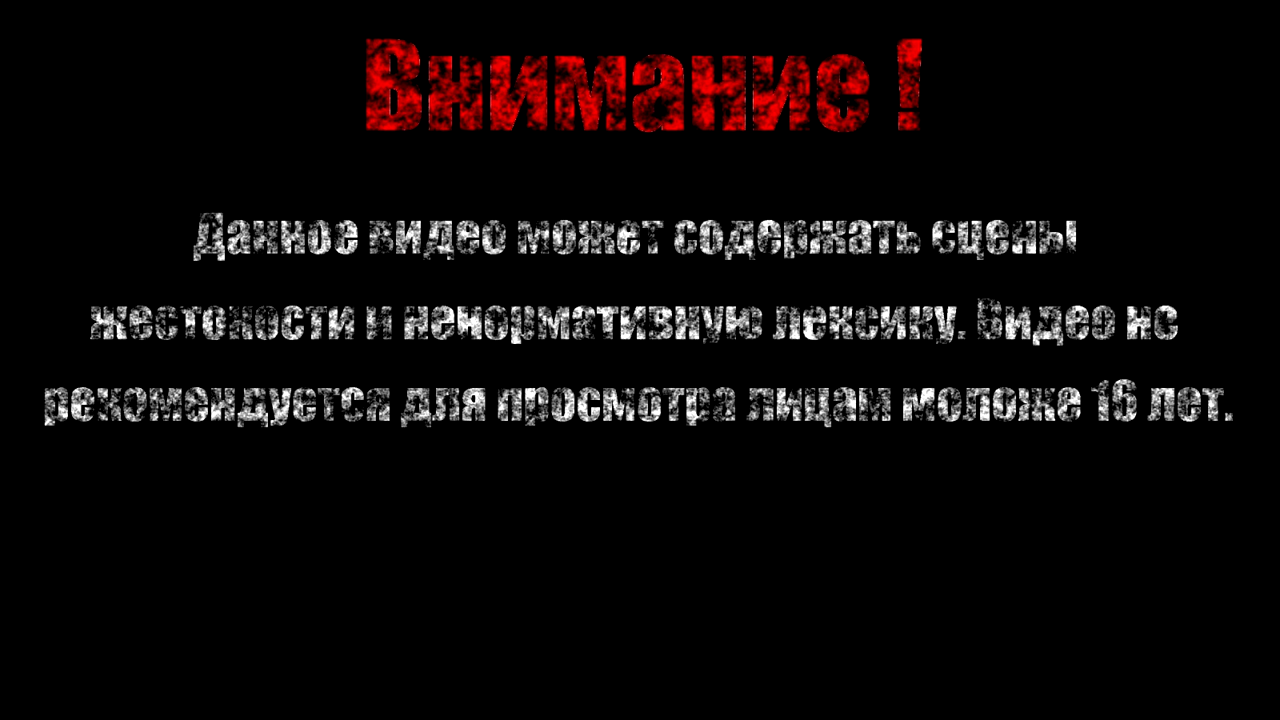 Внимание !
Данное видео может содержать сцены
жестокости и ненормативную лексику. Видео не
рекомендуется для просмотра лицам моложе 16 лет.